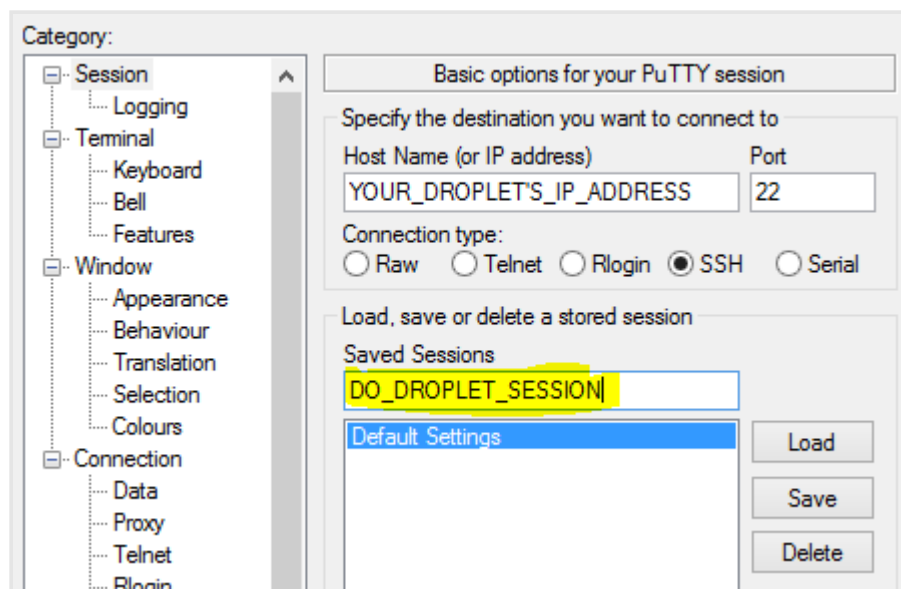 Category:
Session
Logging
Terminal
Keyboard
Bell
Features
Window
Appearance
Behaviour
Translation
Selection
Colours
Connection
Data
Proxy
Telnet
Rlogin
Basic options for your PuTTY session
Specify the destination you want to connect to
Host Name (or IP address) Port
YOUR_DROPLET'S_IP_ADDRESS 22
Connection type:
Raw Telnet Rlogin SSH Serial
Load, save or delete a stored session
Saved Sessions
DO_DROPLET_SESSION
Default Settings
Load
Save
Delete